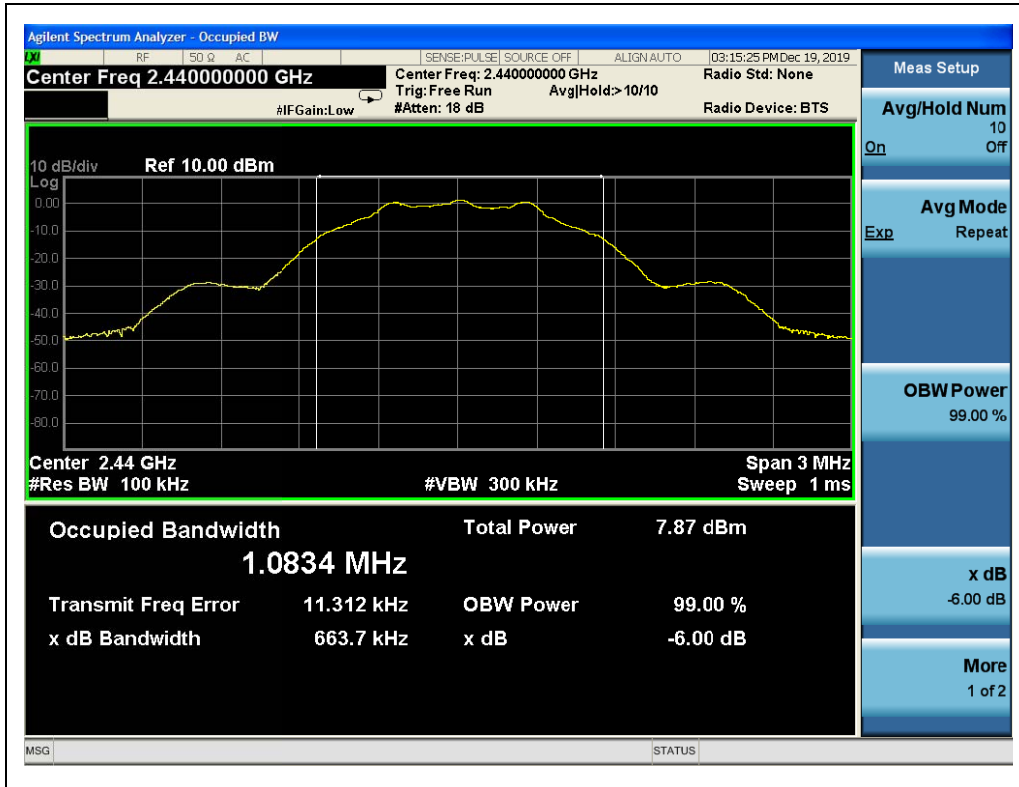 Agilent Spectrum Analyzer - Occupied BW
LXI RF 50 Ω AC SENSE:PULSE SOURCE OFF ALIGN AUTO 03:15:25 PM Dec 19, 2019
Center Freq 2.440000000 GHz
Center Freq: 2.440000000 GHz
Radio Std: None
Trig: Free Run Avg|Hold:> 10/10
#IFGain:Low
#Atten: 18 dB
Radio Device: BTS
10 dB/div Ref 10.00 dBm
Log
0.00
-10.0
-20.0
-30.0
-40.0
-50.0
-60.0
-70.0
-80.0
Center 2.44 GHz Span 3 MHz
#Res BW 100 kHz #VBW 300 kHz Sweep 1 ms
Occupied Bandwidth Total Power 7.87 dBm
1.0834 MHz
Transmit Freq Error 11.312 kHz OBW Power 99.00 %
x dB Bandwidth 663.7 kHz x dB -6.00 dB
Meas Setup
Avg/Hold Num
10
On Off
Avg Mode
Exp Repeat
OBW Power
99.00 %
x dB
-6.00 dB
More
1 of 2
MSG STATUS